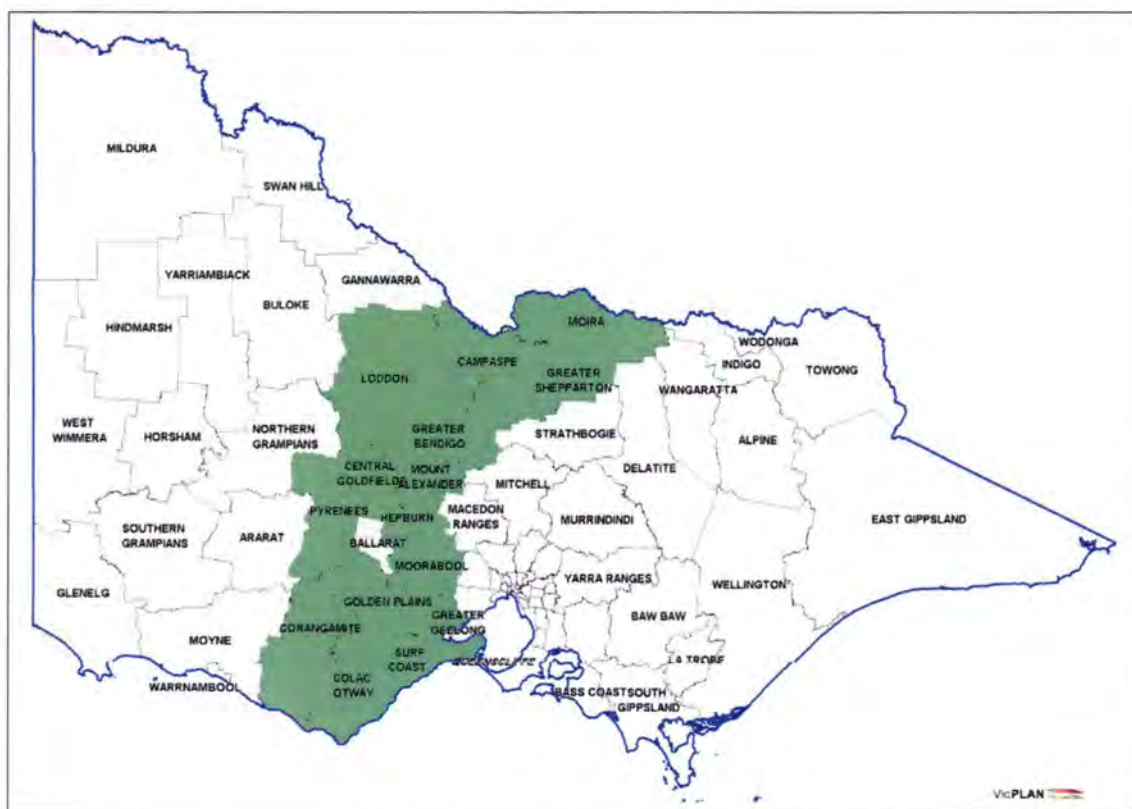 MILDURA
SWAN HILL
YARRIAMBIACK
GANNAWARRA
BULOKE
HINDMARSH
MOIRA
WODONGA
CAMPASPE
INDIGO
TOWONG
LODDON
GREATER
SHEPPARTON
WANGARATTA
WEST
WIMMERA
HORSHAM
NORTHERN
GRAMPIANS
GREATER
BENDIGO
STRATHBOGIE
ALPINE
CENTRAL
GOLDFIELDS
MOUNT
ALEXANDER
DELATITE
MITCHELL
PYRENEES
HEPBURN
MACEDON
RANGES
MURRINDINDI
EAST GIPPSLAND
SOUTHERN
GRAMPIANS
ARARAT
BALLARAT
MOORABOOL
YARRA RANGES
WELLINGTON
GLENELG
GOLDEN PLAINS
BAW BAW
MOYNE
CORANGAMITE
GREATER
GEELONG
SURF
COAST
QUEENSCLIFFE
LA TROBE
WARRNAMBOOL
COLAC
OTWAY
BASS COAST
SOUTH
GIPPSLAND
VicPLAN